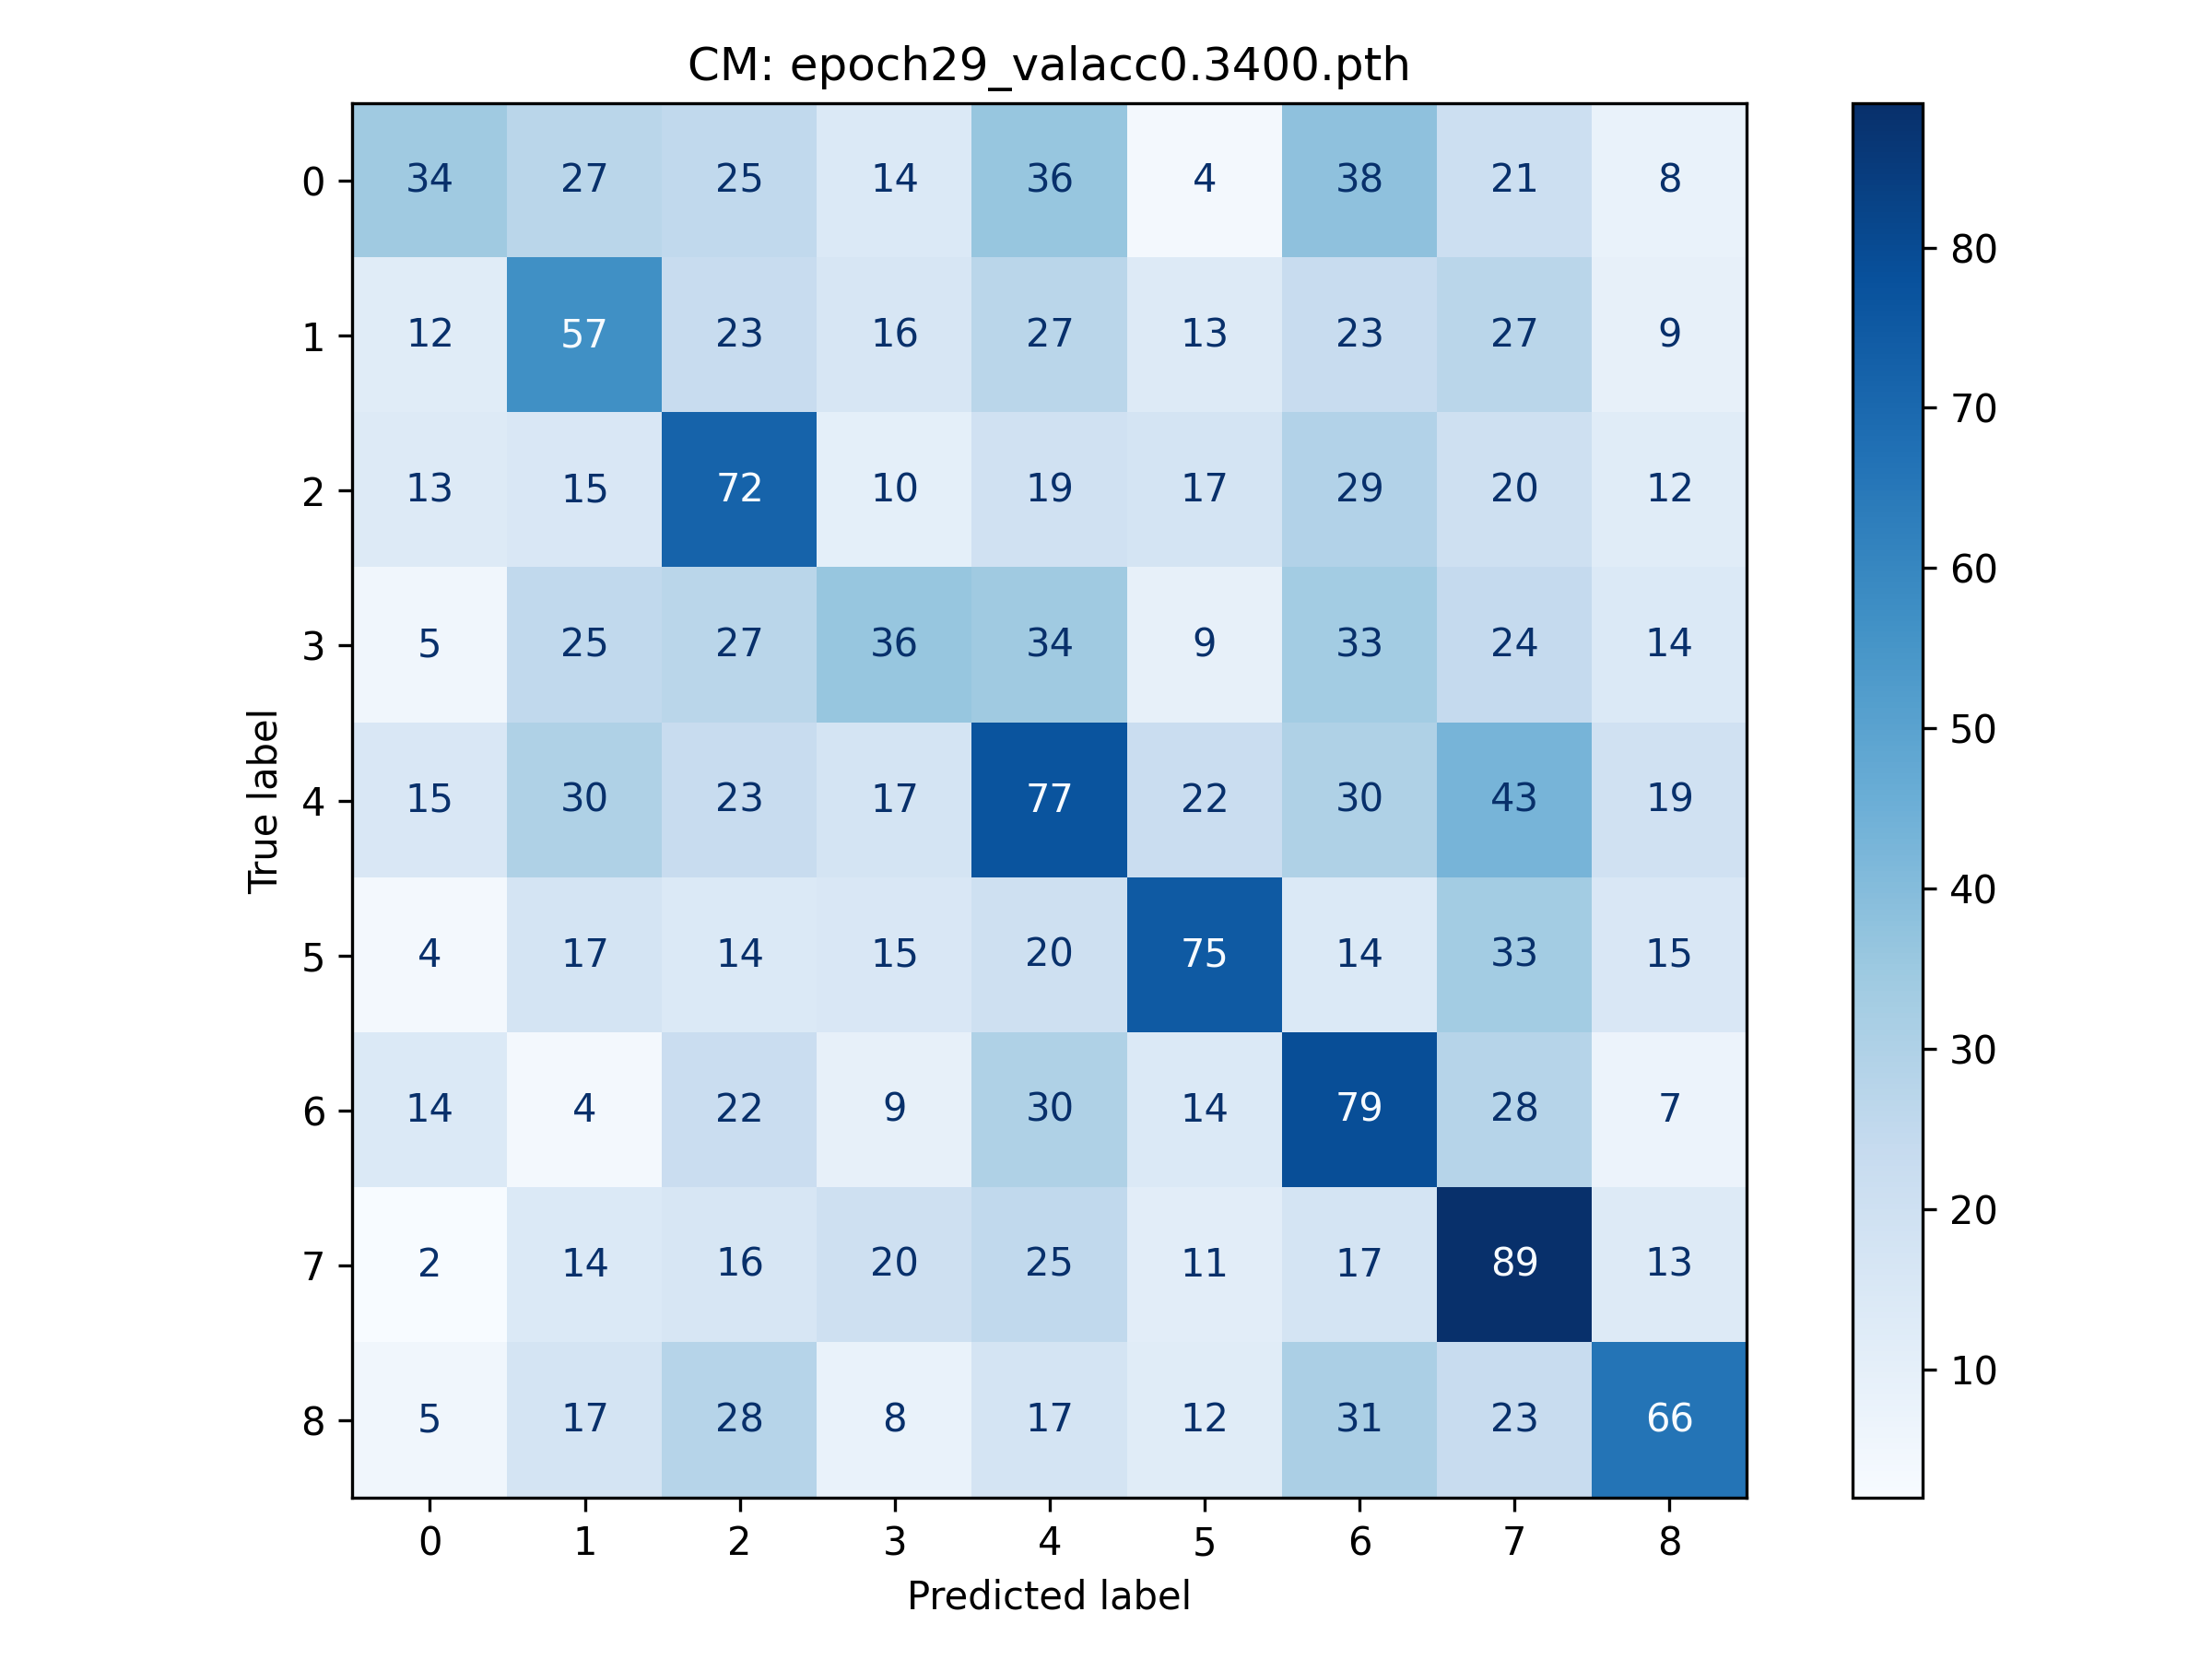 CM: epoch29_valacc0.3400.pth
0 34 27 25 14 36 4 38 21 8
1 12 57 23 16 27 13 23 27 9
2 13 15 72 10 19 17 29 20 12
3 5 25 27 36 34 9 33 24 14
4 15 30 23 17 77 22 30 43 19
5 4 17 14 15 20 75 14 33 15
6 14 4 22 9 30 14 79 28 7
7 2 14 16 20 25 11 17 89 13
8 5 17 28 8 17 12 31 23 66
0 1 2 3 4 5 6 7 8
Predicted label
True label
80
70
60
50
40
30
20
10